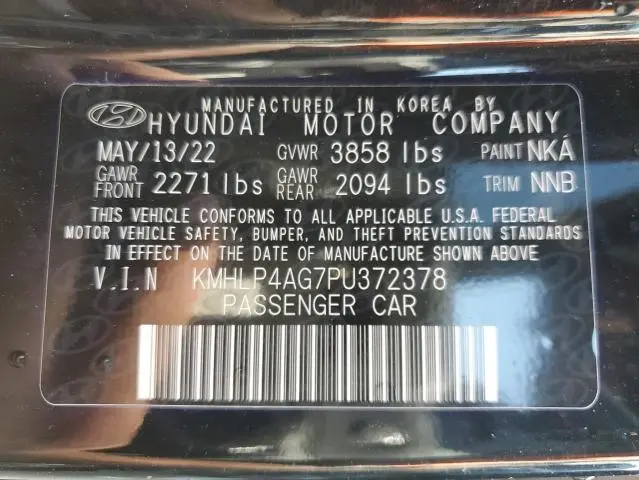 MANUFACTURED IN KOREA BY
HYUNDAI MOTOR COMPANY
MAY/13/22 GVWR 3858 lbs PAINT NKA
GAWR FRONT 2271 lbs GAWR REAR 2094 lbs TRIM NNB
THIS VEHICLE CONFORMS TO ALL APPLICABLE U.S.A. FEDERAL
MOTOR VEHICLE SAFETY, BUMPER, AND THEFT PREVENTION STANDARDS
IN EFFECT ON THE DATE OF MANUFACTURE SHOWN ABOVE
V.I.N KMHLP4AG7PU372378
PASSENGER CAR